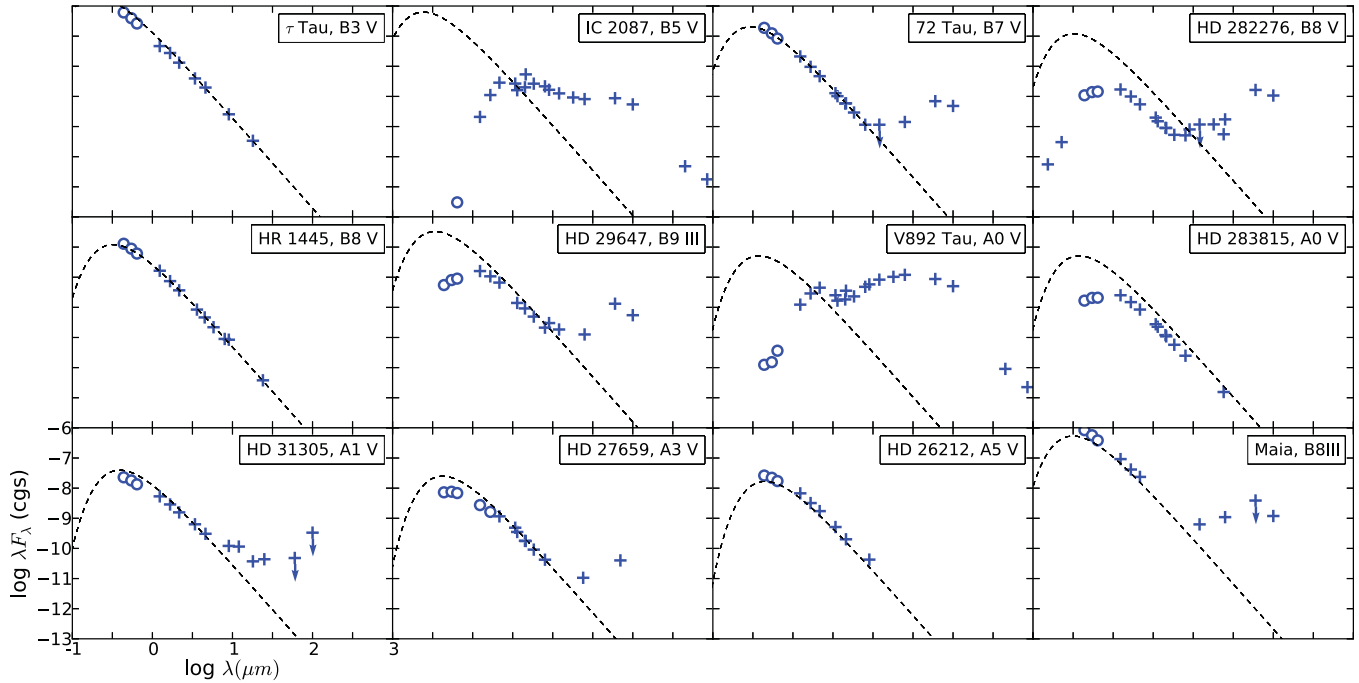 τ Tau, B3 V
IC 2087, B5 V
72 Tau, B7 V
HD 282276, B8 V
HR 1445, B8 V
HD 29647, B9 III
V892 Tau, A0 V
HD 283815, A0 V
HD 31305, A1 V
HD 27659, A3 V
HD 26212, A5 V
Maia, B8III
−6
−7
−8
−9
−10
−11
−12
−13
log λF_λ (cgs)
-1 0 1 2 3
log λ(μm)